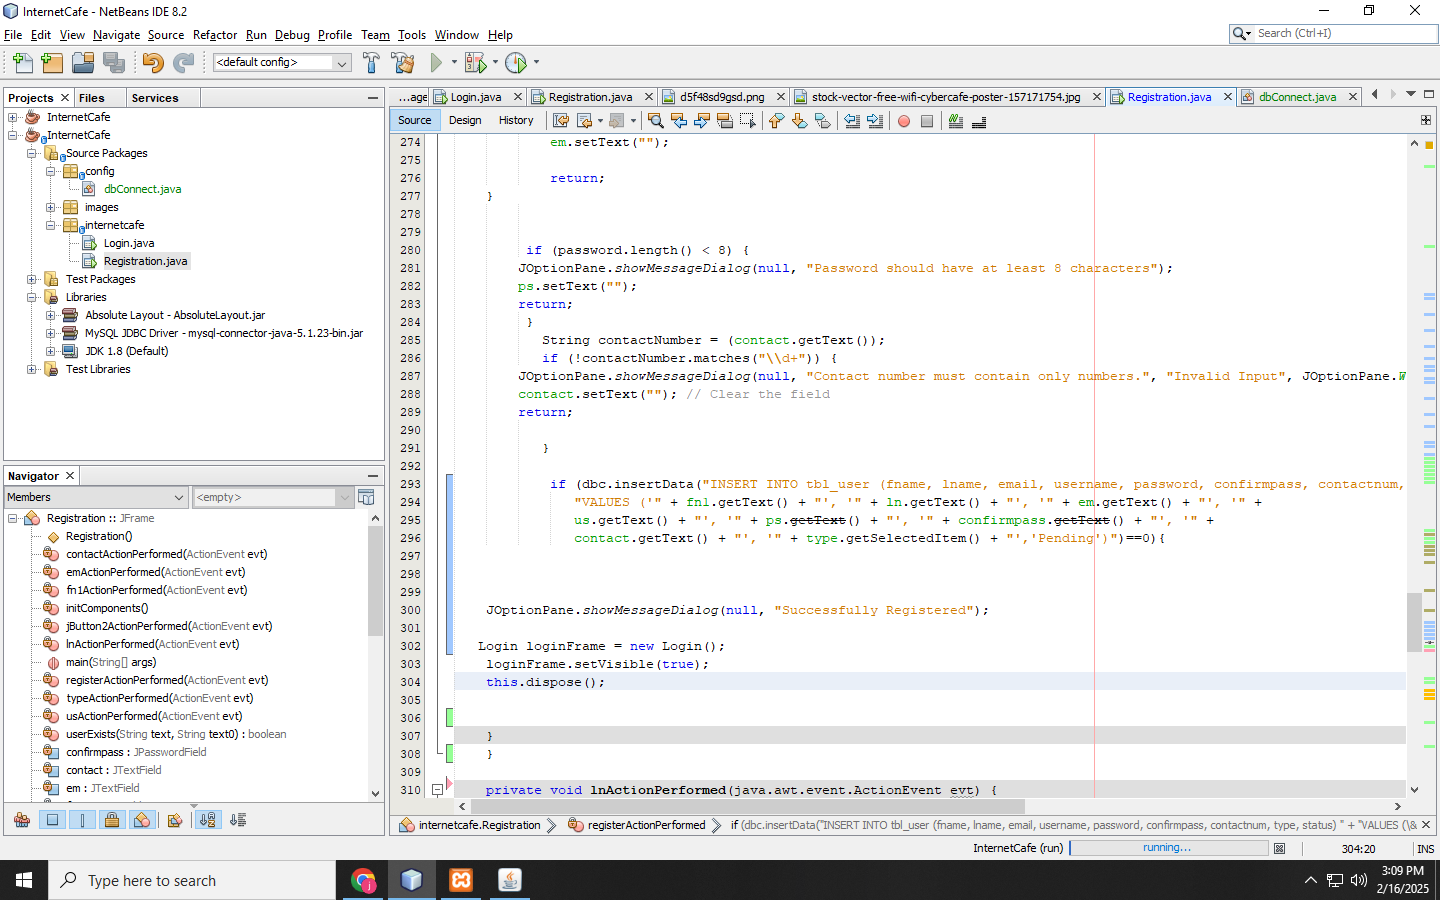 InternetCafe - NetBeans IDE 8.2
File Edit View Navigate Source Refactor Run Debug Profile Team Tools Window Help
Search (Ctrl+I)
<default config>
Projects Files Services
InternetCafe
InternetCafe
Source Packages
config
dbConnect.java
images
internetcafe
Login.java
Registration.java
Test Packages
Libraries
Absolute Layout - AbsoluteLayout.jar
MySQL JDBC Driver - mysql-connector-java-5.1.23-bin.jar
JDK 1.8 (Default)
Test Libraries
Navigator
Members <empty>
Registration :: JFrame
Registration()
contactActionPerformed(ActionEvent evt)
emActionPerformed(ActionEvent evt)
fn1ActionPerformed(ActionEvent evt)
initComponents()
jButton2ActionPerformed(ActionEvent evt)
lnActionPerformed(ActionEvent evt)
main(String[] args)
registerActionPerformed(ActionEvent evt)
typeActionPerformed(ActionEvent evt)
usActionPerformed(ActionEvent evt)
userExists(String text, String text0) : boolean
confirmpass : JPasswordField
contact : JTextField
em : JTextField
...age Login.java Registration.java d5f48sd9gsd.png stock-vector-free-wifi-cybercafe-poster-157171754.jpg Registration.java dbConnect.java
Source Design History
274 em.setText("");
275
276 return;
277 }
278
279
280 if (password.length() < 8) {
281 JOptionPane.showMessageDialog(null, "Password should have at least 8 characters");
282 ps.setText("");
283 return;
284 }
285 String contactNumber = (contact.getText());
286 if (!contactNumber.matches("\\d+")) {
287 JOptionPane.showMessageDialog(null, "Contact number must contain only numbers.", "Invalid Input", JOptionPane.
288 contact.setText(""); // Clear the field
289 return;
290
291 }
292
293 if (dbc.insertData("INSERT INTO tbl_user (fname, lname, email, username, password, confirmpass, contactnum,
294 "VALUES ('" + fn1.getText() + "', '" + ln.getText() + "', '" + em.getText() + "', '" +
295 us.getText() + "', '" + ps.getText() + "', '" + confirmpass.getText() + "', '" +
296 contact.getText() + "', '" + type.getSelectedItem() + "','Pending')")==0){
297
298
299
300 JOptionPane.showMessageDialog(null, "Successfully Registered");
301
302 Login loginFrame = new Login();
303 loginFrame.setVisible(true);
304 this.dispose();
305
306
307 }
308 }
309
310 private void lnActionPerformed(java.awt.event.ActionEvent evt) {
internetcafe.Registration registerActionPerformed if (dbc.insertData("INSERT INTO tbl_user (fname, lname, email, username, password, confirmpass, contactnum, type, status) " + "VALUES (\&
InternetCafe (run) running... 304:20 INS
Type here to search
3:09 PM
2/16/2025